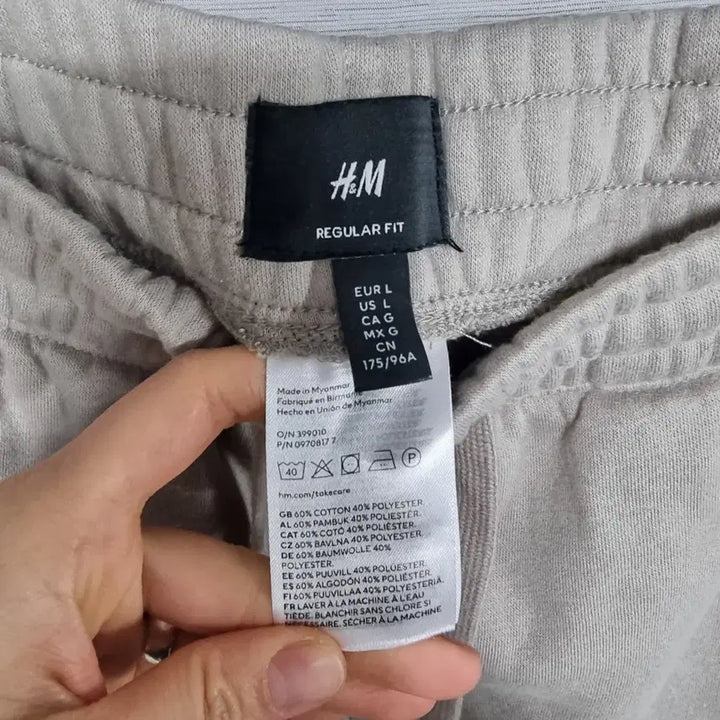 H&M
REGULAR FIT
EUR L
US L
CA G
MX G
CN
175/96A
Made in Myanmar
Fabriqué en Birmanie
Hecho en Unión de Myanmar
O/N 399010
P/N 0970817 7
40
P
hm.com/takecare
GB 60% COTTON 40% POLYESTER.
AL 60% PAMBUK 40% POLIESTËR.
CAT 60% COTÓ 40% POLIÈSTER.
CZ 60% BAVLNA 40% POLYESTER.
DE 60% BAUMWOLLE 40%
POLYESTER.
EE 60% PUUVILL 40% POLÜESTER.
ES 60% ALGODÓN 40% POLIÉSTER.
FI 60% PUUVILLAA 40% POLYESTERIÄ.
FR LAVER À LA MACHINE À L'EAU
TIÈDE. BLANCHIR SANS CHLORE SI
NÉCESSAIRE. SÉCHER À LA MACHINE